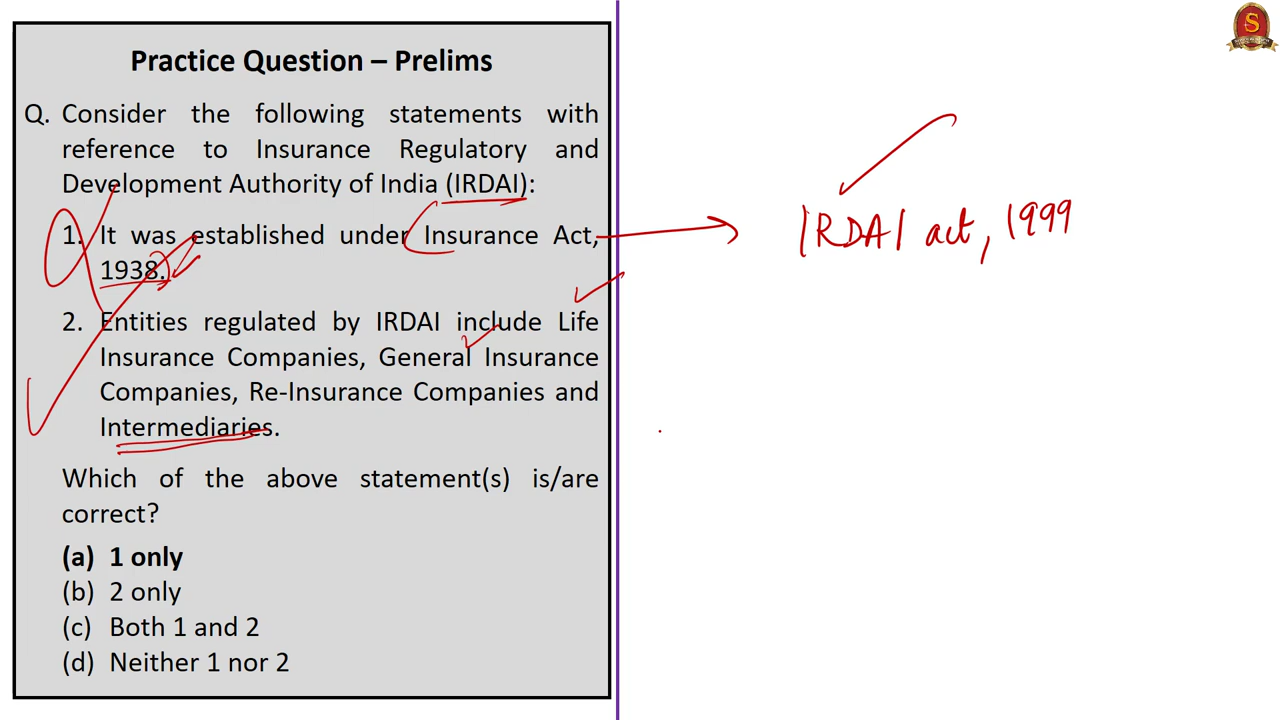 Practice Question – Prelims
Q. Consider the following statements with
reference to Insurance Regulatory and
Development Authority of India (IRDAI):
1. It was established under Insurance Act,
1938.
2. Entities regulated by IRDAI include Life
Insurance Companies, General Insurance
Companies, Re-Insurance Companies and
Intermediaries.
Which of the above statement(s) is/are
correct?
(a) 1 only
(b) 2 only
(c) Both 1 and 2
(d) Neither 1 nor 2
IRDAI act, 1999
S